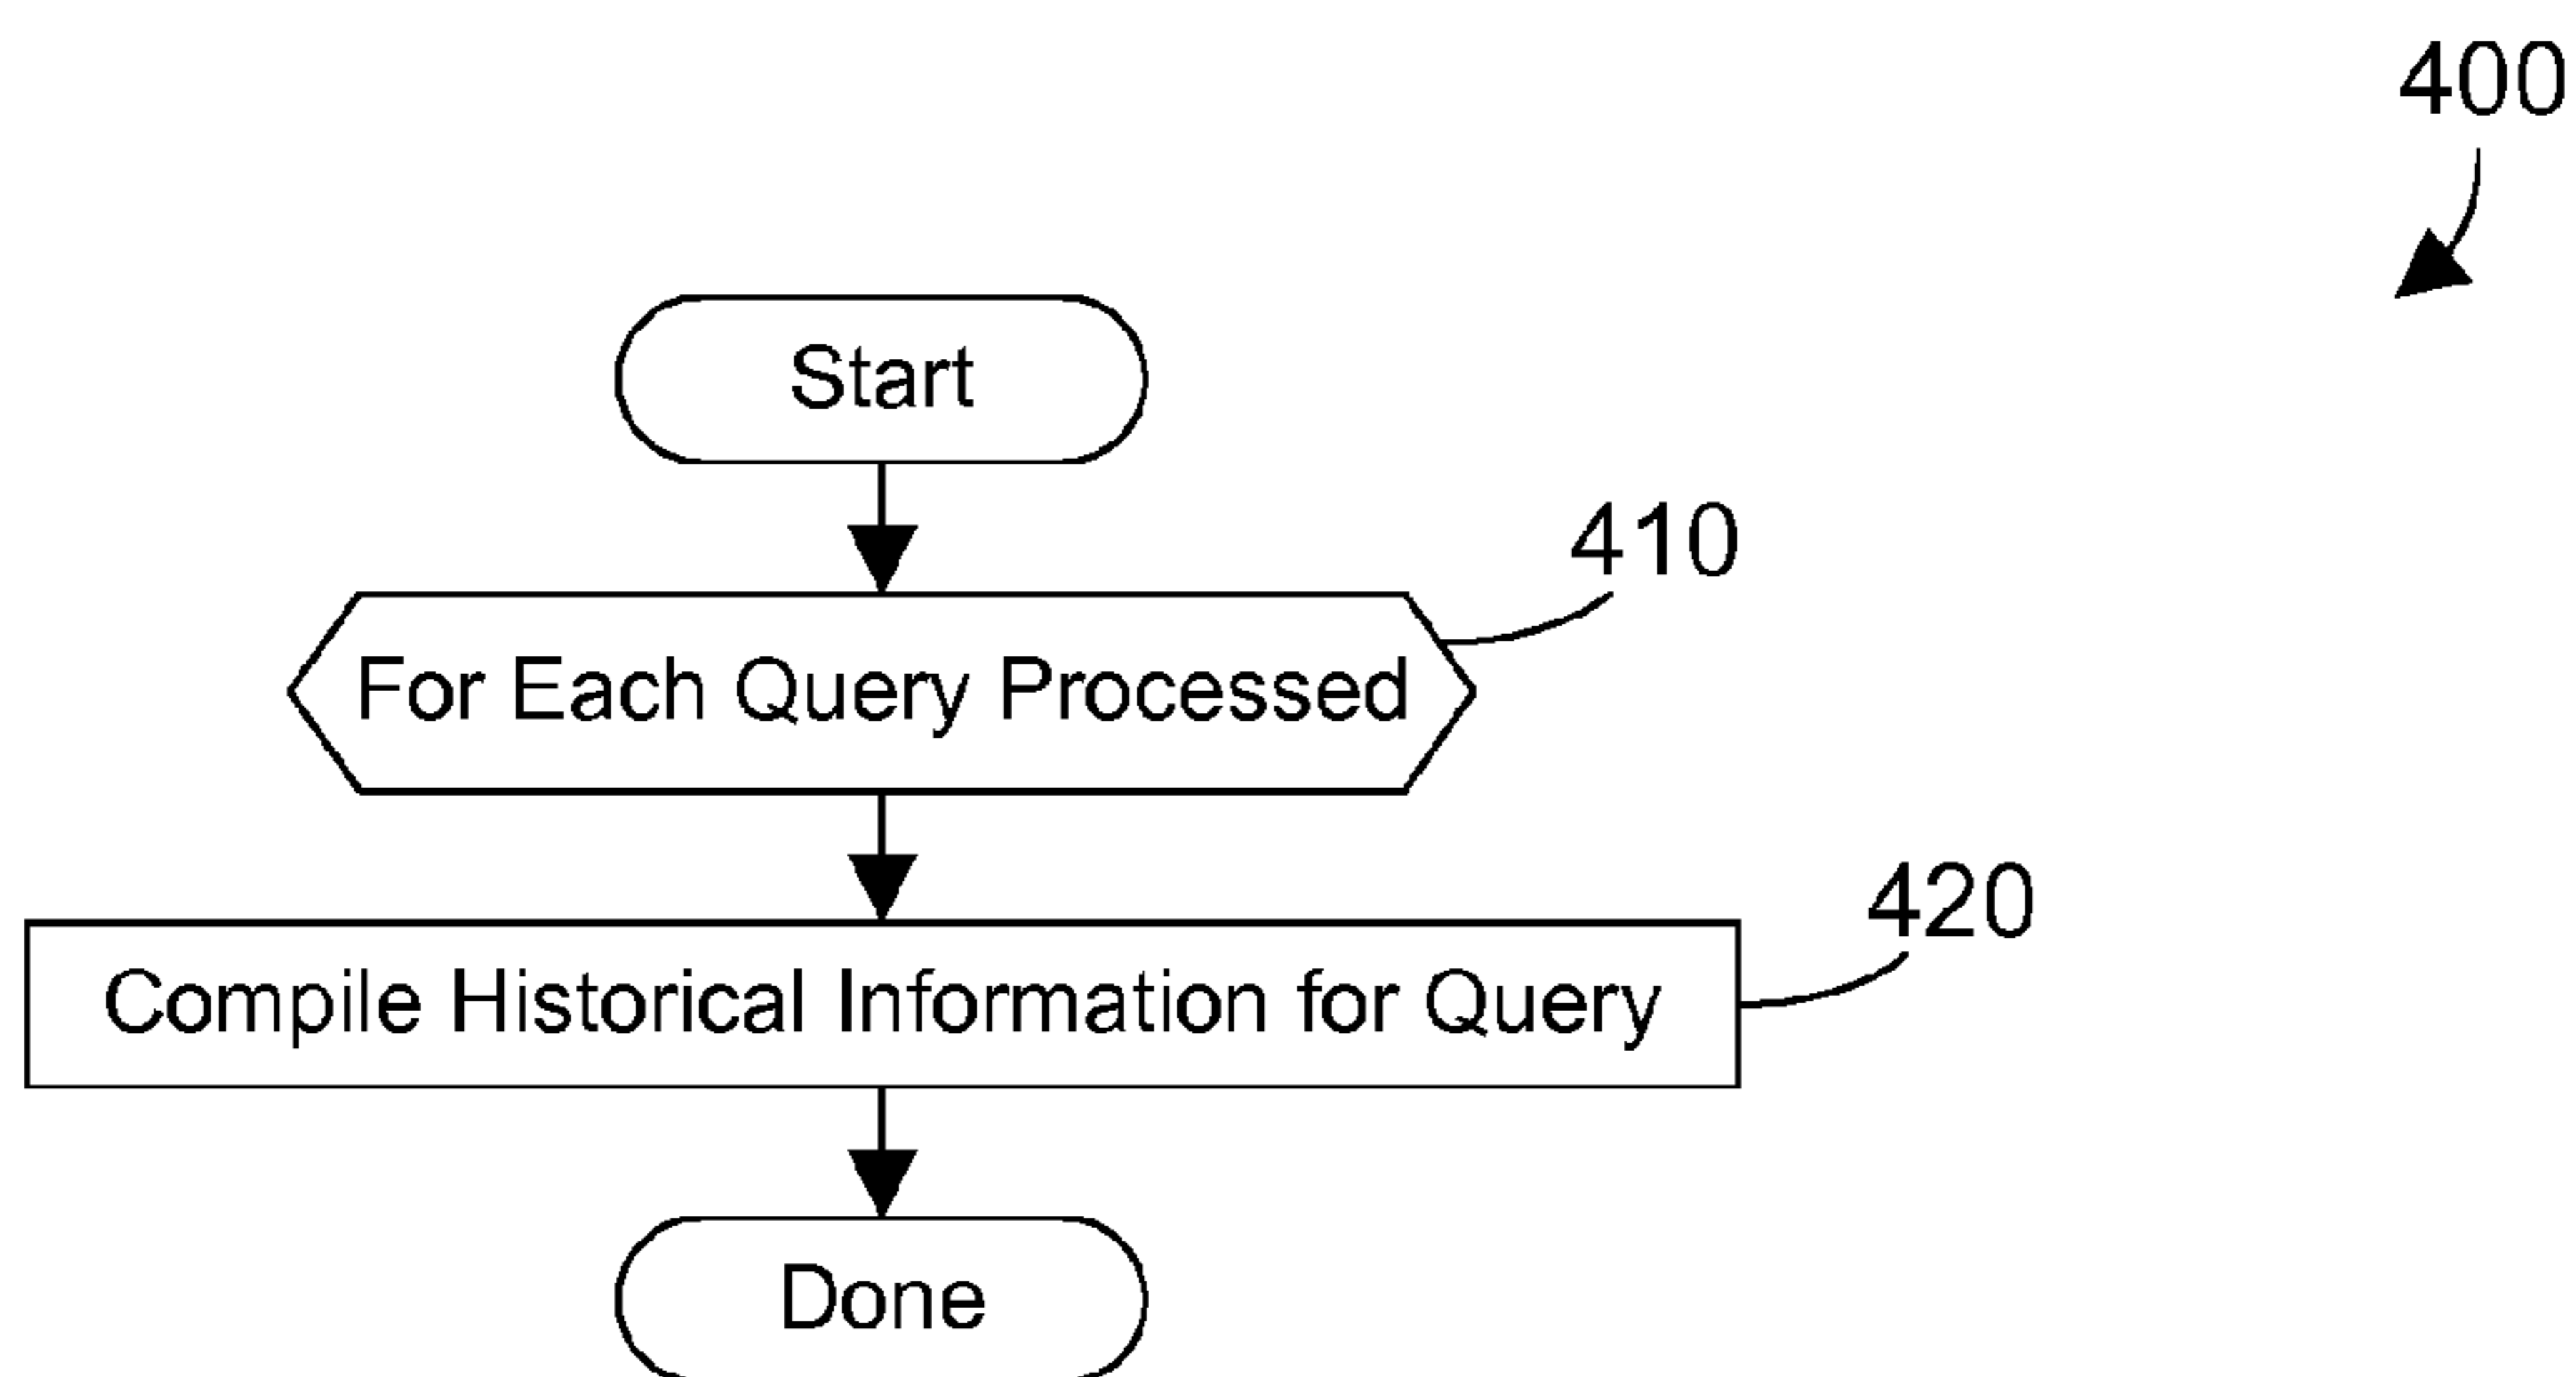 400
Start
410
For Each Query Processed
420
Compile Historical Information for Query
Done